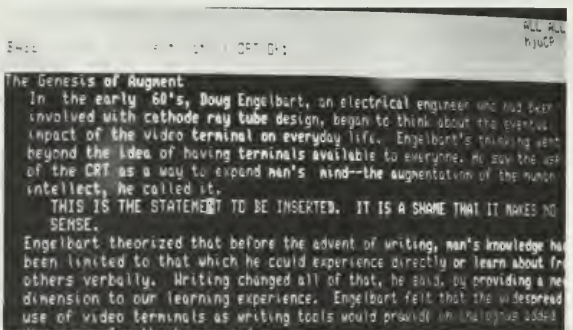 ALL ALL
The Genesis of Augment
In the early 60's, Doug Engelbart, an electrical engineer who had been
involved with cathode ray tube design, began to think about the eventual
impact of the video terminal on everyday life. Engelbart's thinking went
beyond the idea of having terminals available to everyone. He saw the use
of the CRT as a way to expand man's mind--the augmentation of the human
intellect, he called it.
THIS IS THE STATEMENT TO BE INSERTED. IT IS A SHAME THAT IT MAKES NO
SENSE.
Engelbart theorized that before the advent of writing, man's knowledge had
been limited to that which he could experience directly or learn about fr
others verbally. Writing changed all of that, he said, by providing a new
dimension to our learning experience. Engelbart felt that the widespread
use of video terminals as writing tools would provide an analogous added